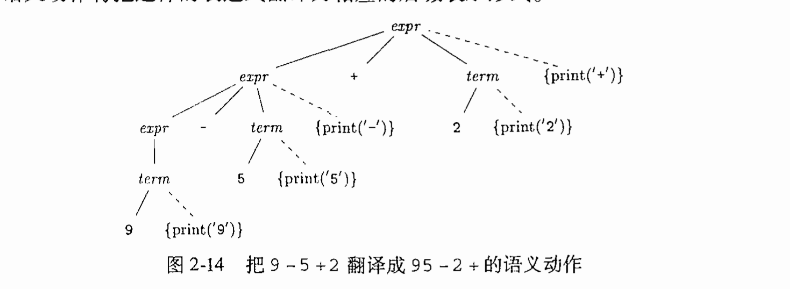 expr
expr + term {print('+')}
expr - term {print('-')} 2 {print('2')}
term 5 {print('5')}
9 {print('9')}
图 2-14 把 9 - 5 + 2 翻译成 95 - 2 + 的语义动作